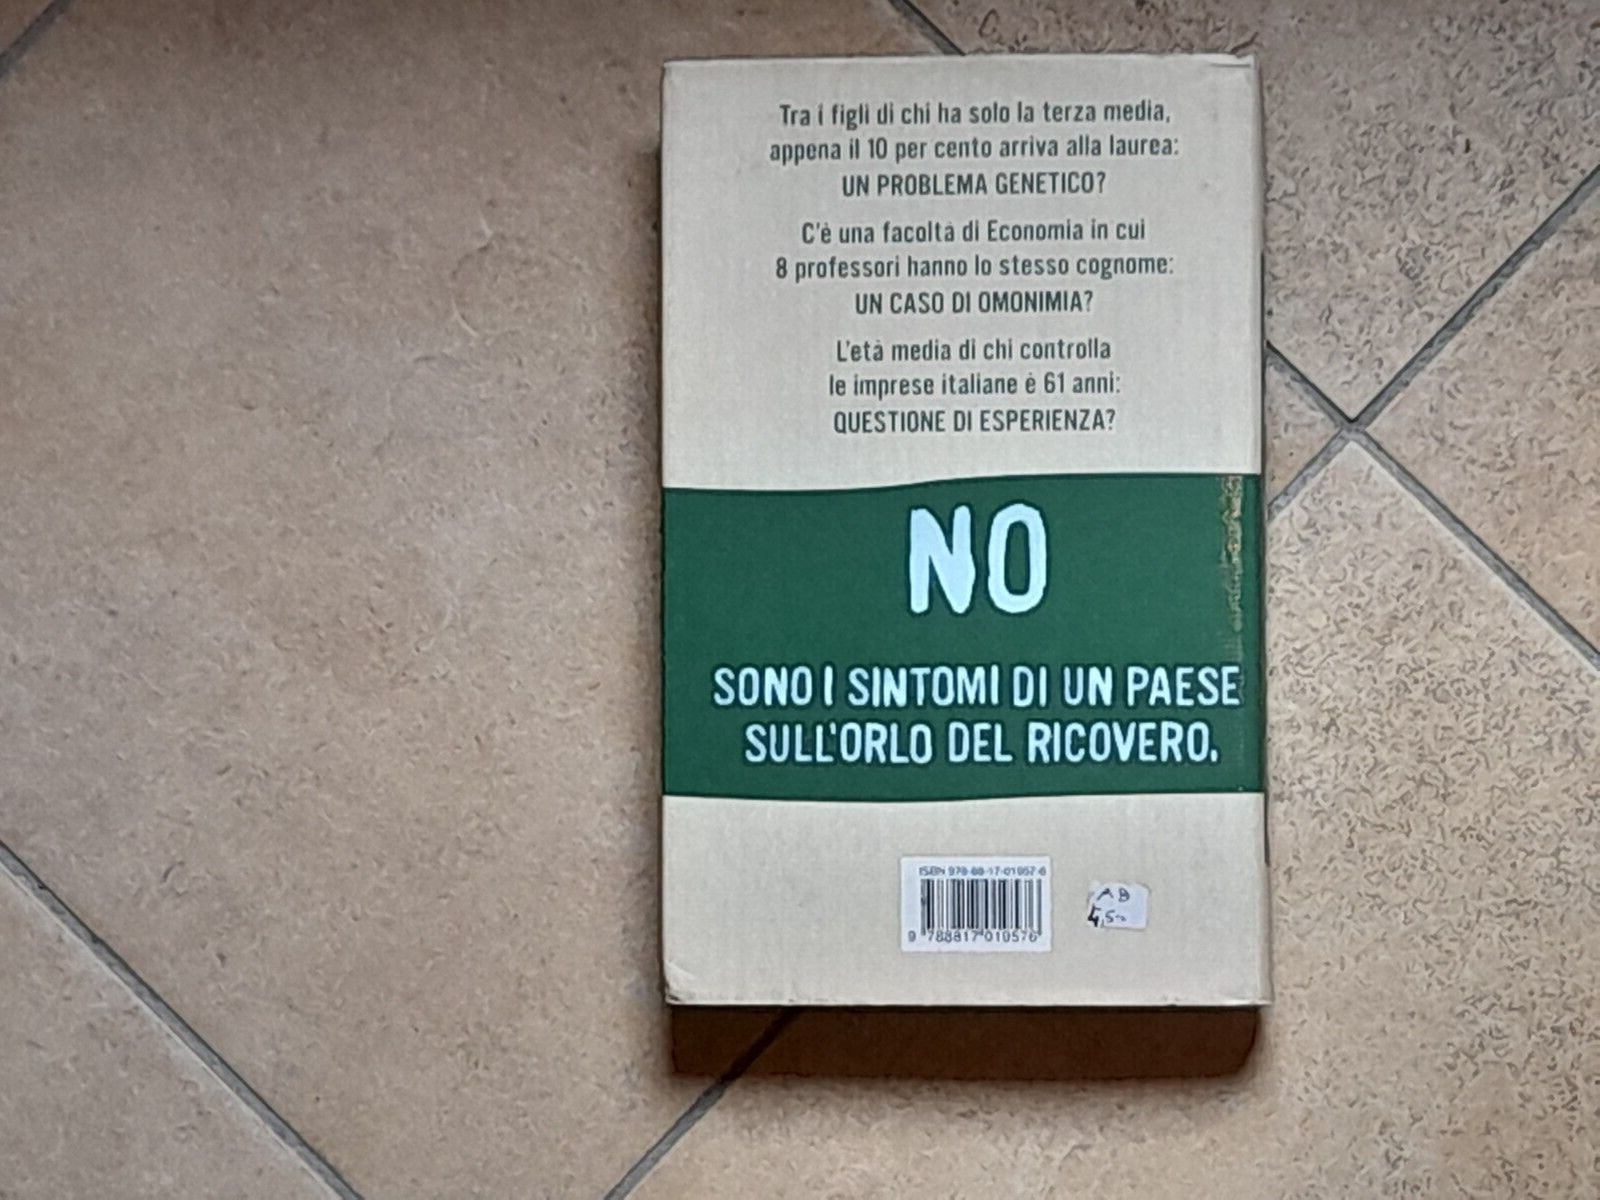 Tra i figli di chi ha solo la terza media,
appena il 10 per cento arriva alla laurea:
UN PROBLEMA GENETICO?
C'è una facoltà di Economia in cui
8 professori hanno lo stesso cognome:
UN CASO DI OMONIMIA?
L'età media di chi controlla
le imprese italiane è 61 anni:
QUESTIONE DI ESPERIENZA?
NO
SONO I SINTOMI DI UN PAESE
SULL'ORLO DEL RICOVERO.
ISBN 978-88-17-01957-6
9 788817 019576
AB
4,50